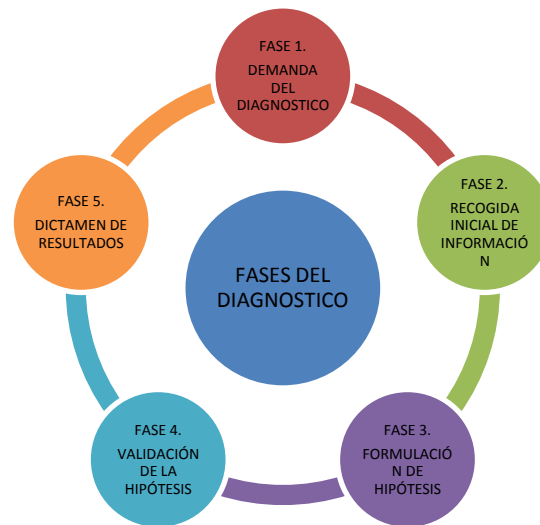 FASE 1.
DEMANDA
DEL
DIAGNOSTICO
FASE 2.
RECOGIDA
INICIAL DE
INFORMACIÓ
N
FASE 3.
FORMULACIÓ
N DE
HIPÓTESIS
FASE 4.
VALIDACIÓN
DE LA
HIPÓTESIS
FASE 5.
DICTAMEN DE
RESULTADOS
FASES DEL
DIAGNOSTICO